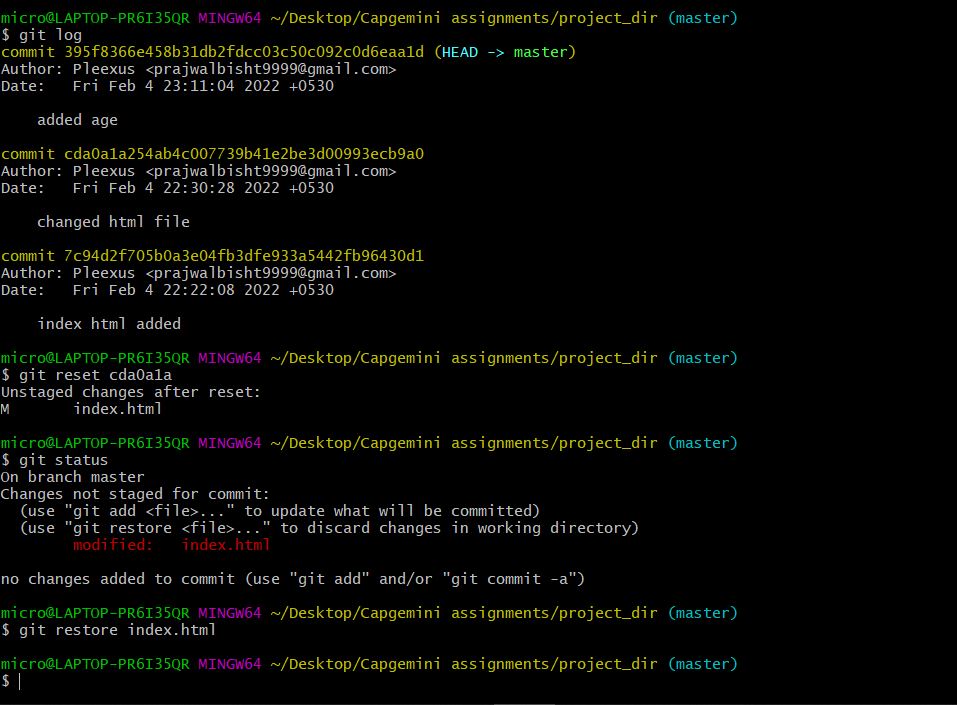 micro@LAPTOP-PR6I35QR MINGW64 ~/Desktop/Capgemini assignments/project_dir (master)
$ git log
commit 395f8366e458b31db2fdcc03c50c092c0d6eaa1d (HEAD -> master)
Author: Pleexus <prajwalbisht9999@gmail.com>
Date:   Fri Feb 4 23:11:04 2022 +0530
    added age
commit cda0a1a254ab4c007739b41e2be3d00993ecb9a0
Author: Pleexus <prajwalbisht9999@gmail.com>
Date:   Fri Feb 4 22:30:28 2022 +0530
    changed html file
commit 7c94d2f705b0a3e04fb3dfe933a5442fb96430d1
Author: Pleexus <prajwalbisht9999@gmail.com>
Date:   Fri Feb 4 22:22:08 2022 +0530
    index html added
micro@LAPTOP-PR6I35QR MINGW64 ~/Desktop/Capgemini assignments/project_dir (master)
$ git reset cda0a1a
Unstaged changes after reset:
M       index.html
micro@LAPTOP-PR6I35QR MINGW64 ~/Desktop/Capgemini assignments/project_dir (master)
$ git status
On branch master
Changes not staged for commit:
  (use "git add <file>..." to update what will be committed)
  (use "git restore <file>..." to discard changes in working directory)
        modified:   index.html
no changes added to commit (use "git add" and/or "git commit -a")
micro@LAPTOP-PR6I35QR MINGW64 ~/Desktop/Capgemini assignments/project_dir (master)
$ git restore index.html
micro@LAPTOP-PR6I35QR MINGW64 ~/Desktop/Capgemini assignments/project_dir (master)
$